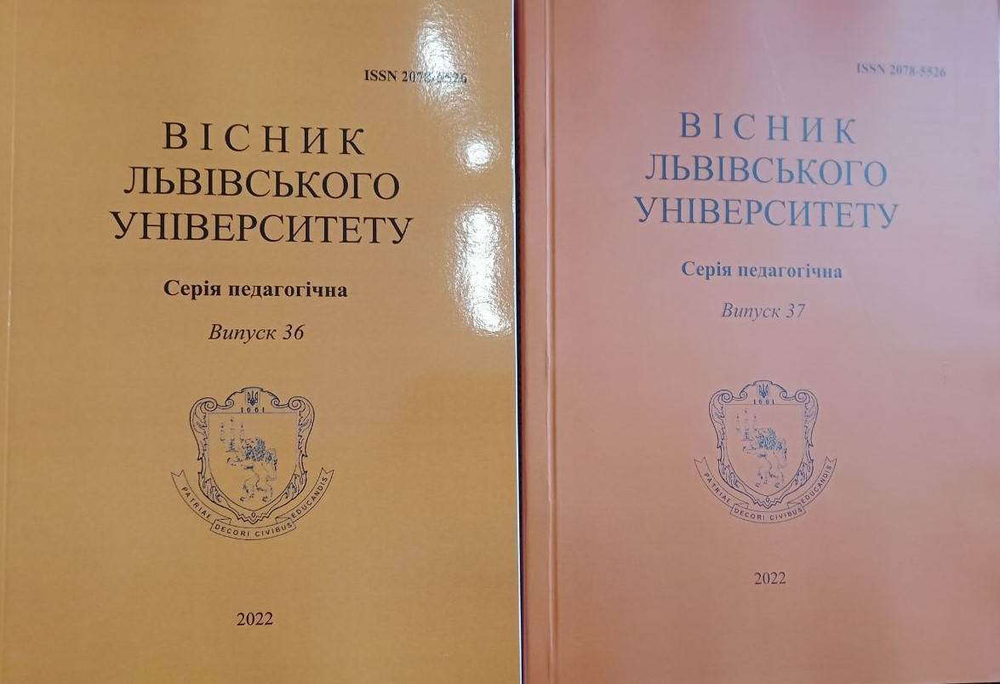 ISSN 2078-5526
ВІСНИК
ЛЬВІВСЬКОГО
УНІВЕРСИТЕТУ
Серія педагогічна
Випуск 36
1661
PATRIAE DECORI CIVIBUS EDUCANDIS
2022
ISSN 2078-5526
ВІСНИК
ЛЬВІВСЬКОГО
УНІВЕРСИТЕТУ
Серія педагогічна
Випуск 37
1661
PATRIAE DECORI CIVIBUS EDUCANDIS
2022